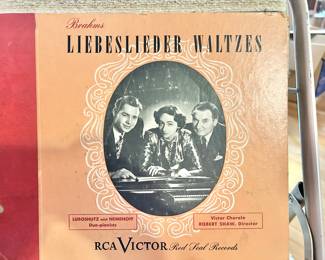 Brahms
LIEBESLIEDER WALTZES
LUBOSHUTZ and NEMENOFF
Duo-pianists
Victor Chorale
ROBERT SHAW, Director
RCA VICTOR Red Seal Records